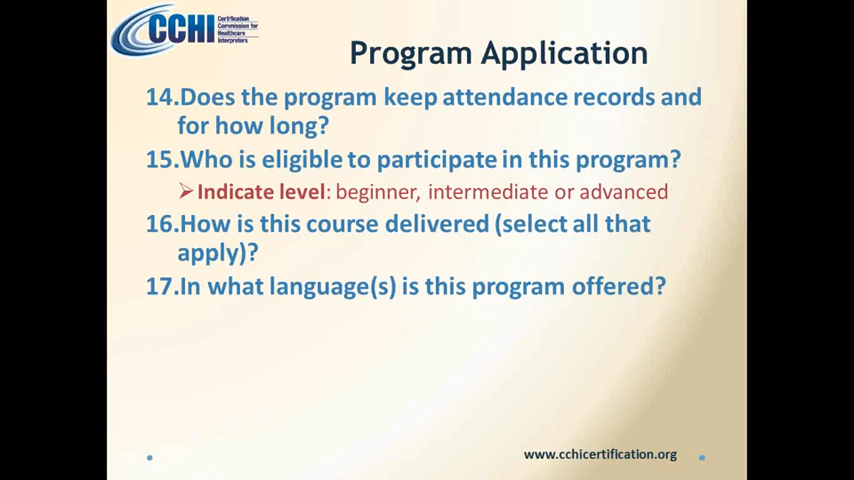 CCHI
Certification
Commission for
Healthcare
Interpreters
Program Application
14.Does the program keep attendance records and
for how long?
15.Who is eligible to participate in this program?
Indicate level: beginner, intermediate or advanced
16.How is this course delivered (select all that
apply)?
17.In what language(s) is this program offered?
www.cchicertification.org